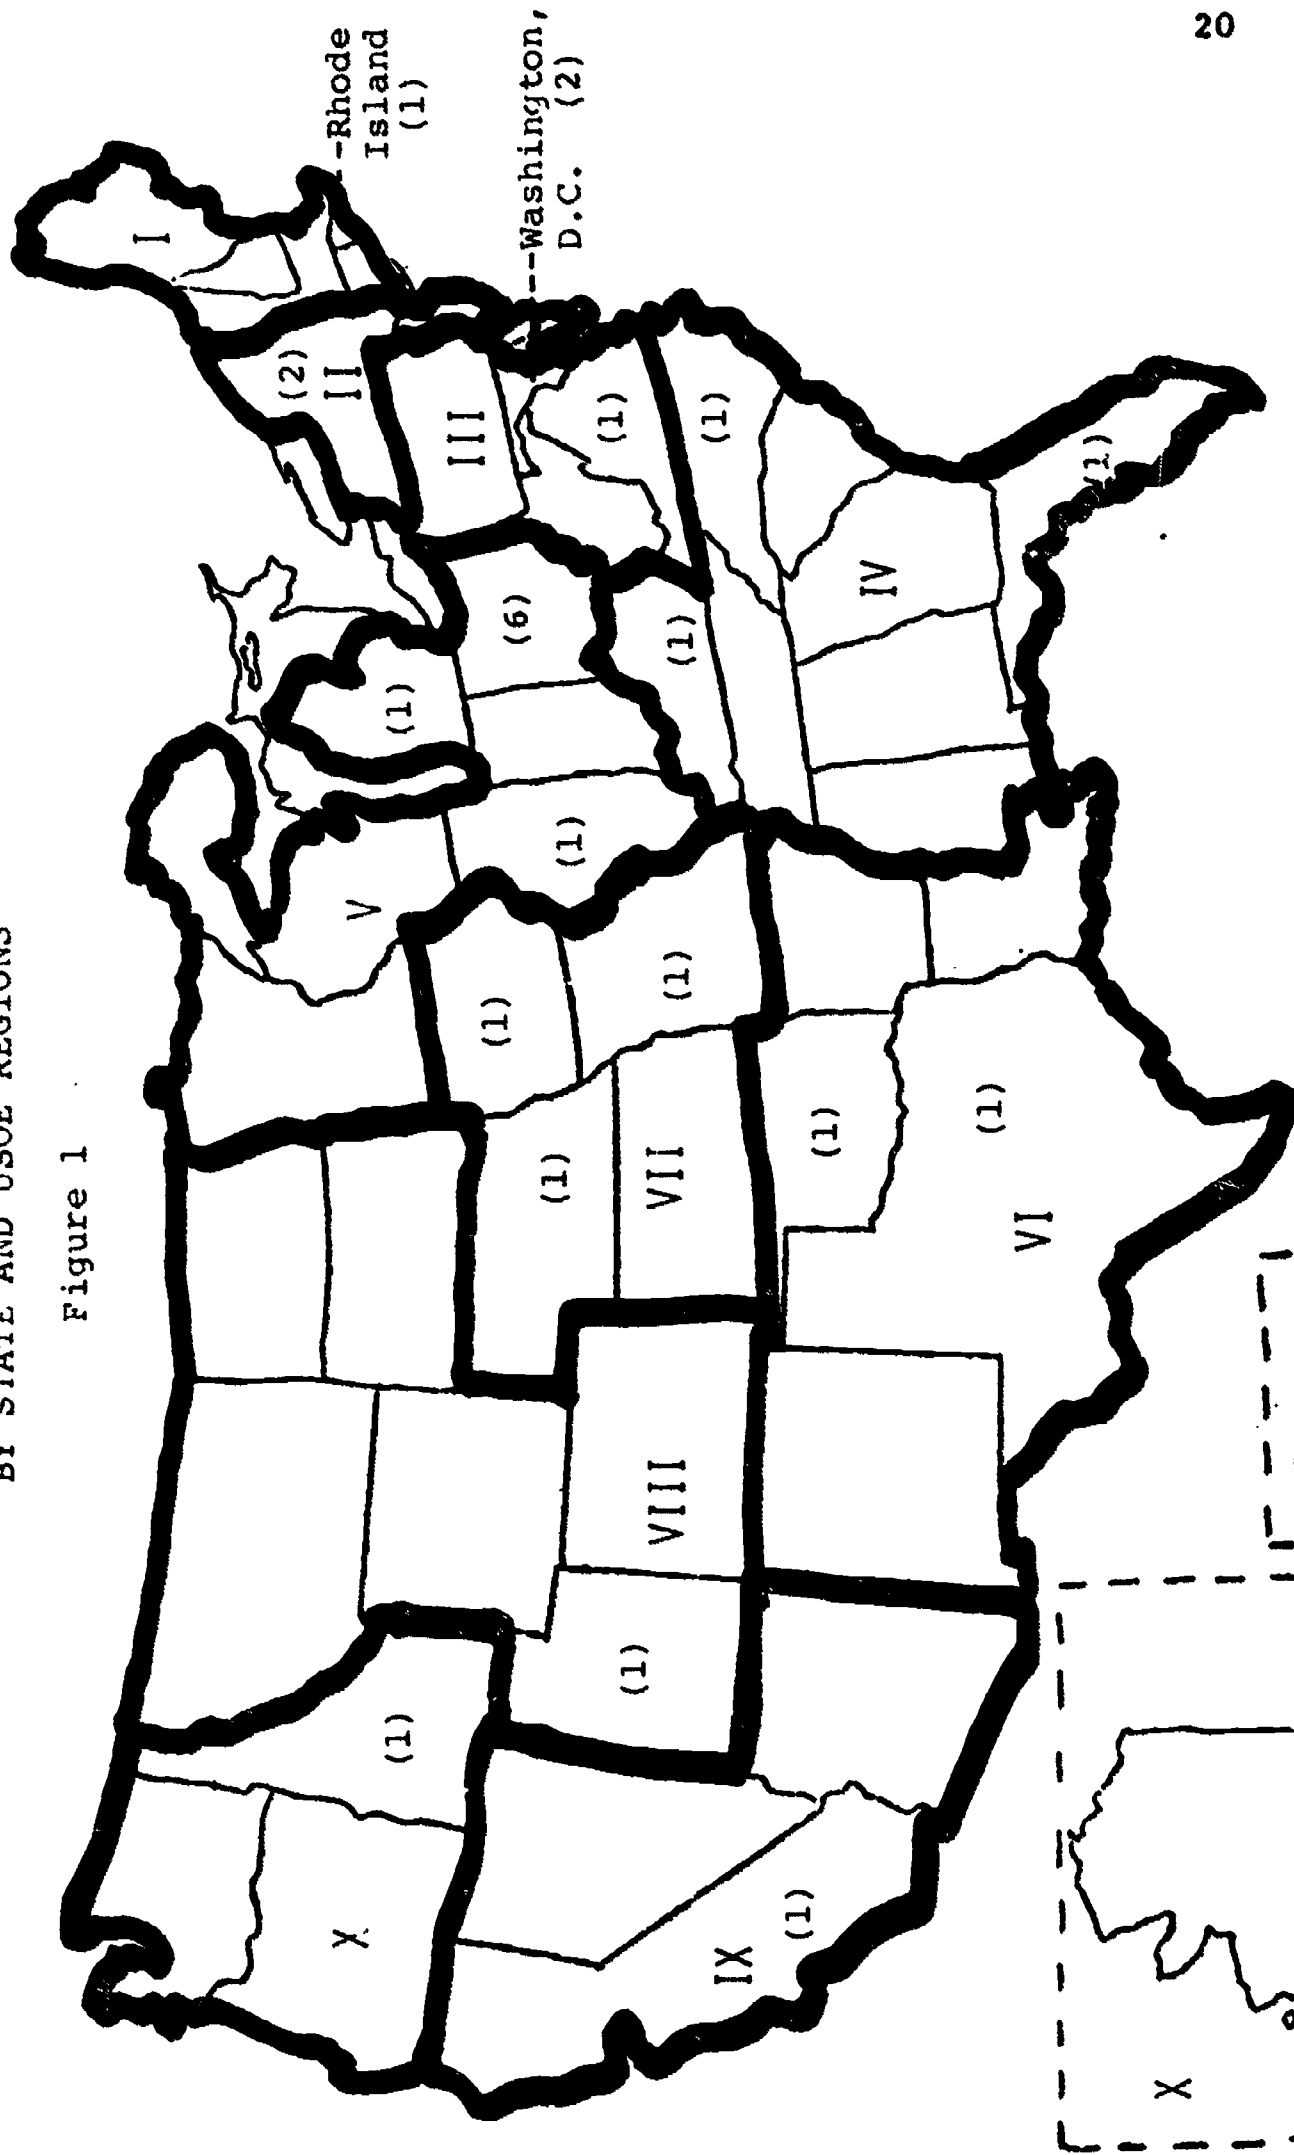 BY STATE AND USOE REGIONS
Figure 1
I
(2)
II
--Rhode
Island
(1)
X
V
(1)
(1)
III
(1)
(6)
---Washington,
D.C. (2)
(1)
(1)
(1)
(1)
VIII
VII
(1)
(1)
(1)
IX
(1)
(1)
IV
(1)
VI
(1)
X
20